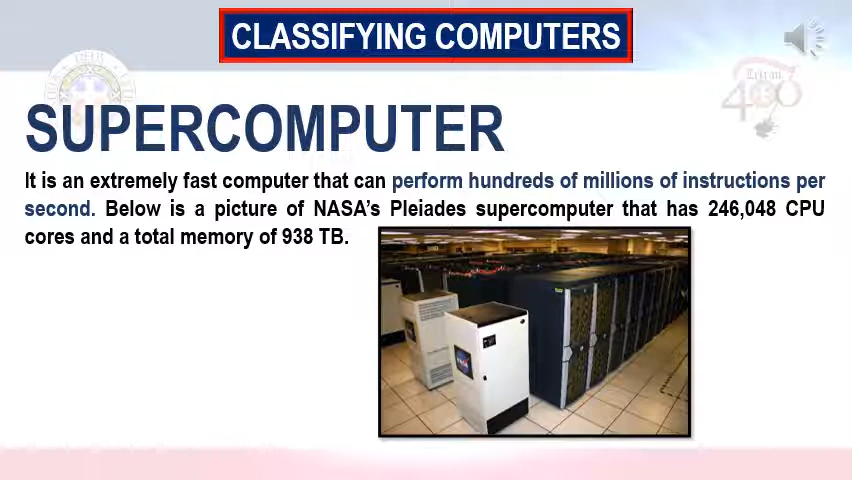 CLASSIFYING COMPUTERS
Letran
400
SUPERCOMPUTER
It is an extremely fast computer that can perform hundreds of millions of instructions per
second. Below is a picture of NASA's Pleiades supercomputer that has 246,048 CPU
cores and a total memory of 938 TB.